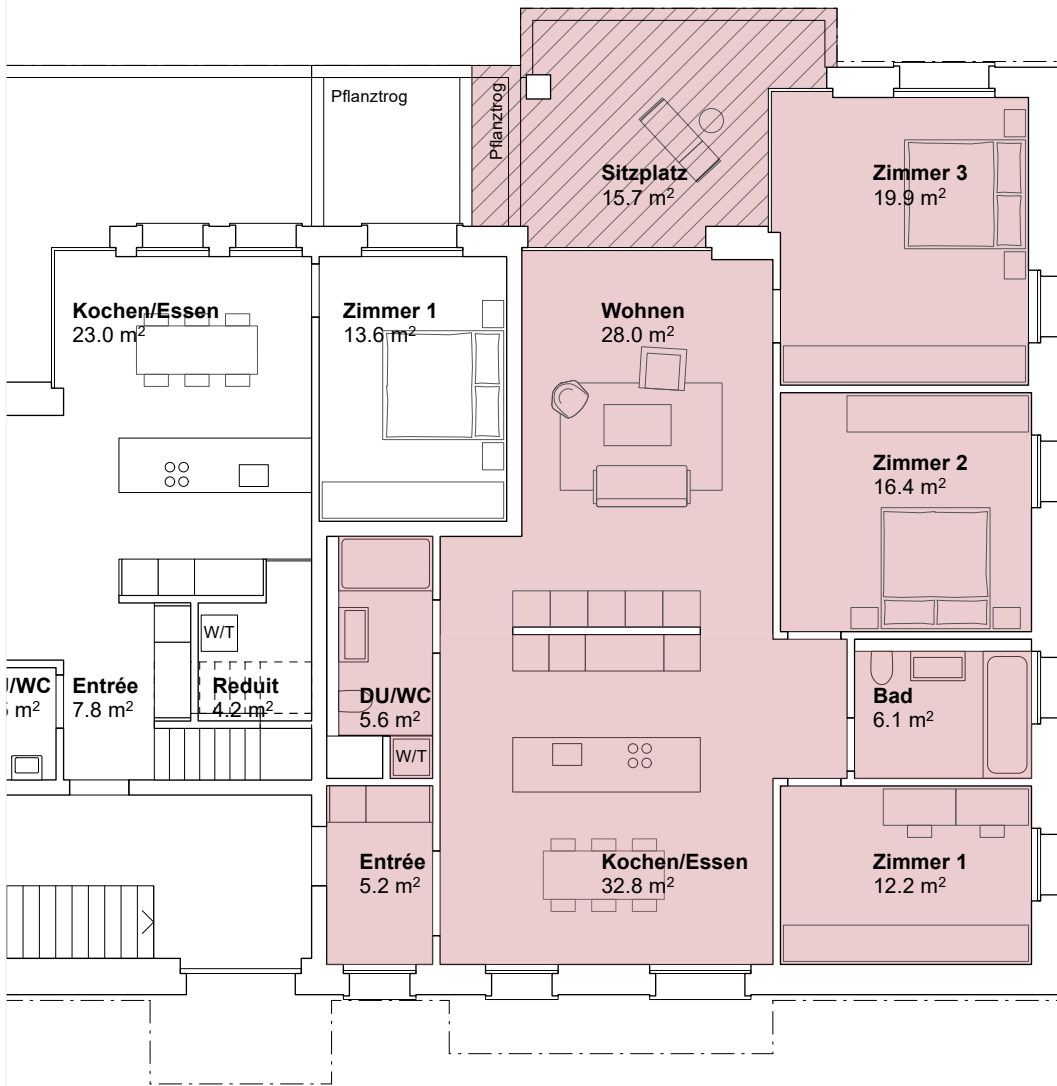 Pflanztrog
Pflanztrog
Sitzplatz
15.7 m²
Zimmer 3
19.9 m²
Kochen/Essen
23.0 m²
Zimmer 1
13.6 m²
Wohnen
28.0 m²
Zimmer 2
16.4 m²
W/T
/WC
m²
Entrée
7.8 m²
Reduit
4.2 m²
DU/WC
5.6 m²
Bad
6.1 m²
W/T
Entrée
5.2 m²
Kochen/Essen
32.8 m²
Zimmer 1
12.2 m²